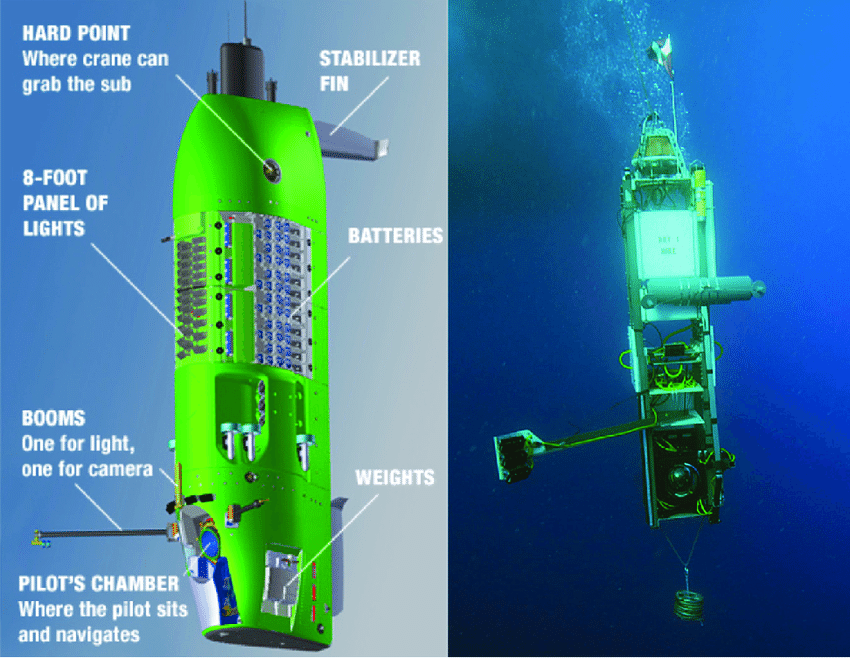 HARD POINT
Where crane can
grab the sub
STABILIZER
FIN
8-FOOT
PANEL OF
LIGHTS
BATTERIES
BOOMS
One for light,
one for camera
WEIGHTS
PILOT'S CHAMBER
Where the pilot sits
and navigates